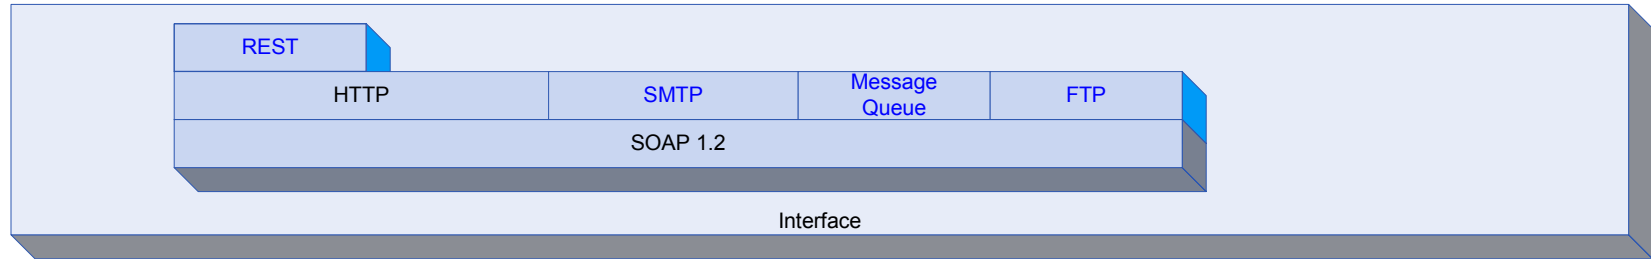 REST
HTTP
SMTP
Message
Queue
FTP
SOAP 1.2
Interface